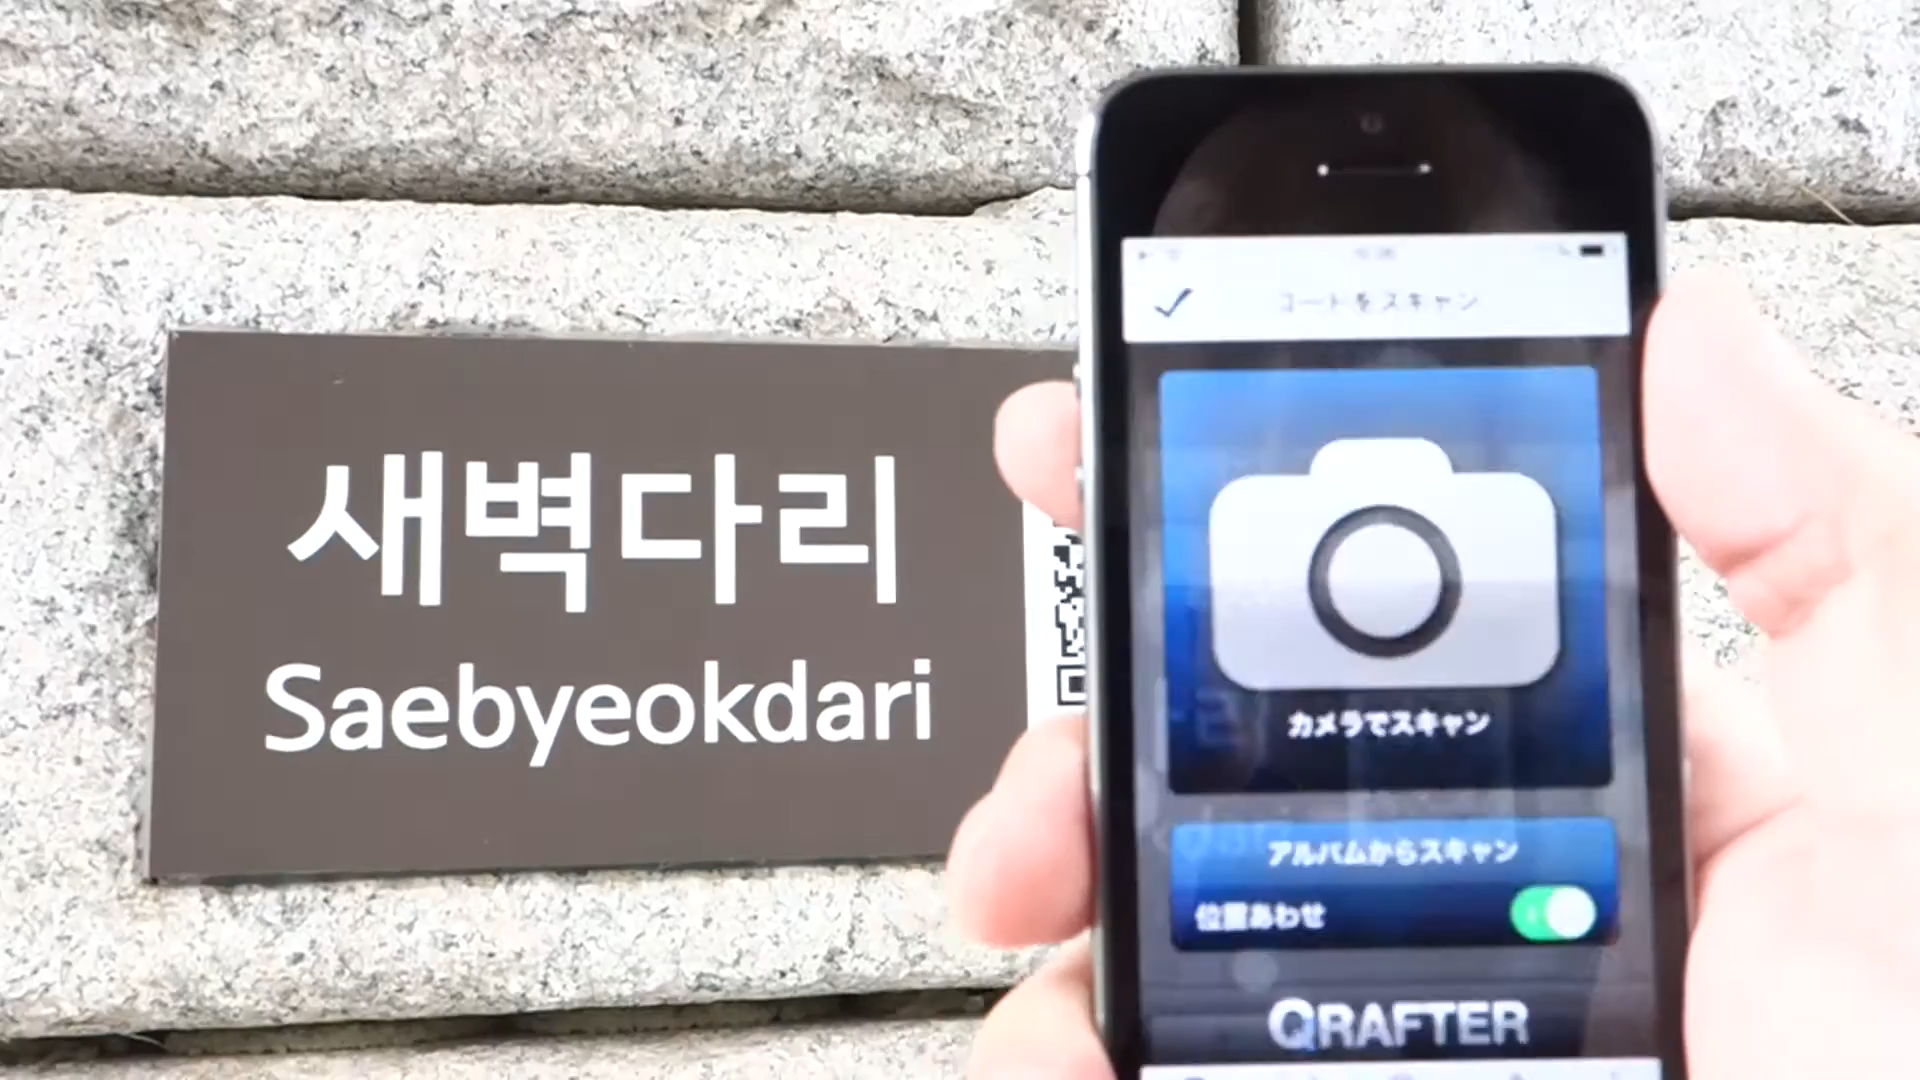 새벽다리
Saebyeokdari
コードをスキャン
カメラでスキャン
アルバムからスキャン
位置あわせ
QRAFTER